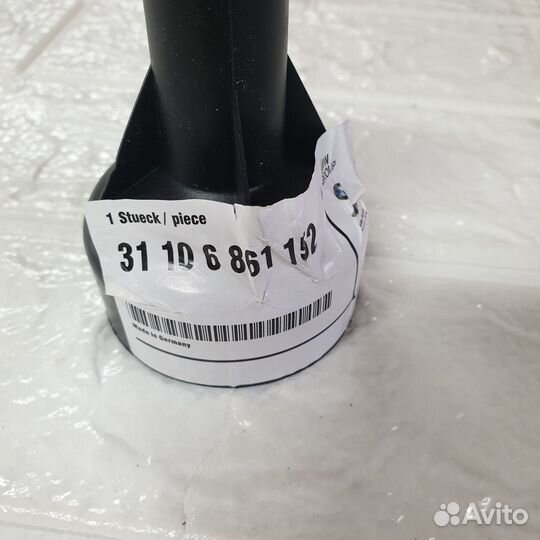 1 Stueck / piece
31 10 6 861 152
Made in Germany
Avito